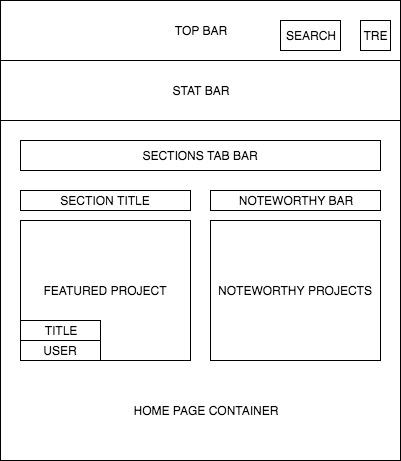 TOP BAR
SEARCH
TRE
STAT BAR
SECTIONS TAB BAR
SECTION TITLE
NOTEWORTHY BAR
FEATURED PROJECT
NOTEWORTHY PROJECTS
TITLE
USER
HOME PAGE CONTAINER